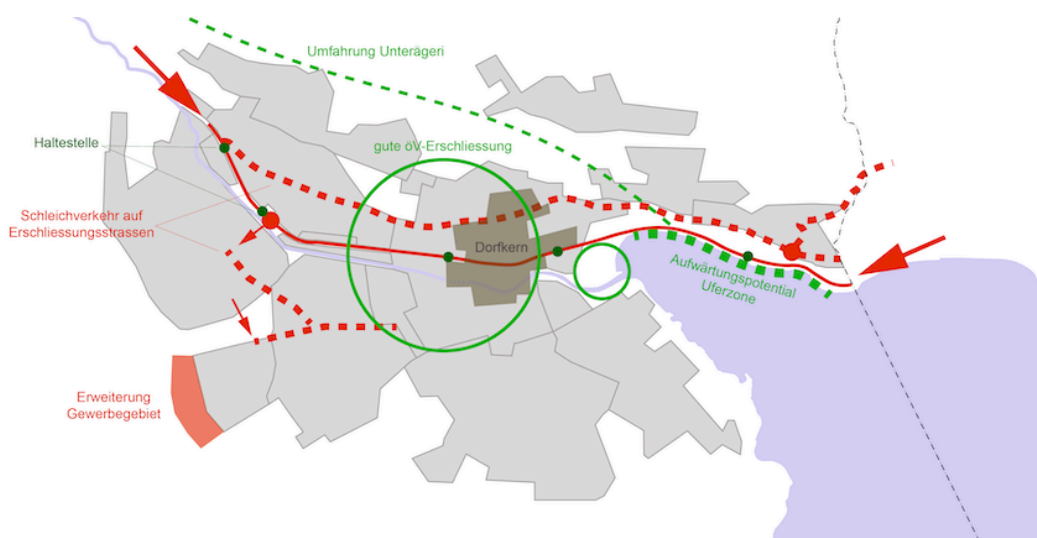 Umfahrung Unterägeri
Haltestelle
gute öV-Erschliessung
Schleichverkehr auf
Erschliessungsstrassen
Dorfkern
Aufwärtungspotential
Uferzone
Erweiterung
Gewerbegebiet